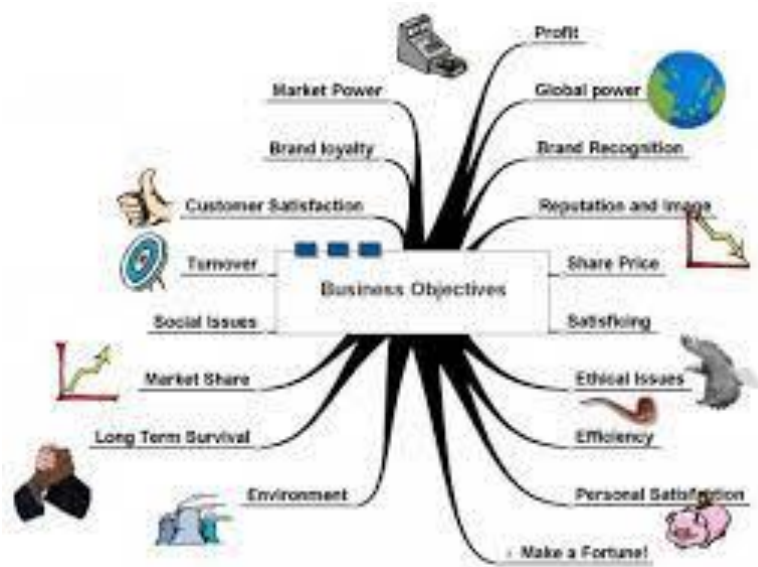 Profit
Market Power
Global power
Brand loyalty
Brand Recognition
Customer Satisfaction
Reputation and Image
Turnover
Share Price
Business Objectives
Social Issues
Satisficing
Market Share
Ethical Issues
Long Term Survival
Efficiency
Environment
Personal Satisfaction
Make a Fortune!